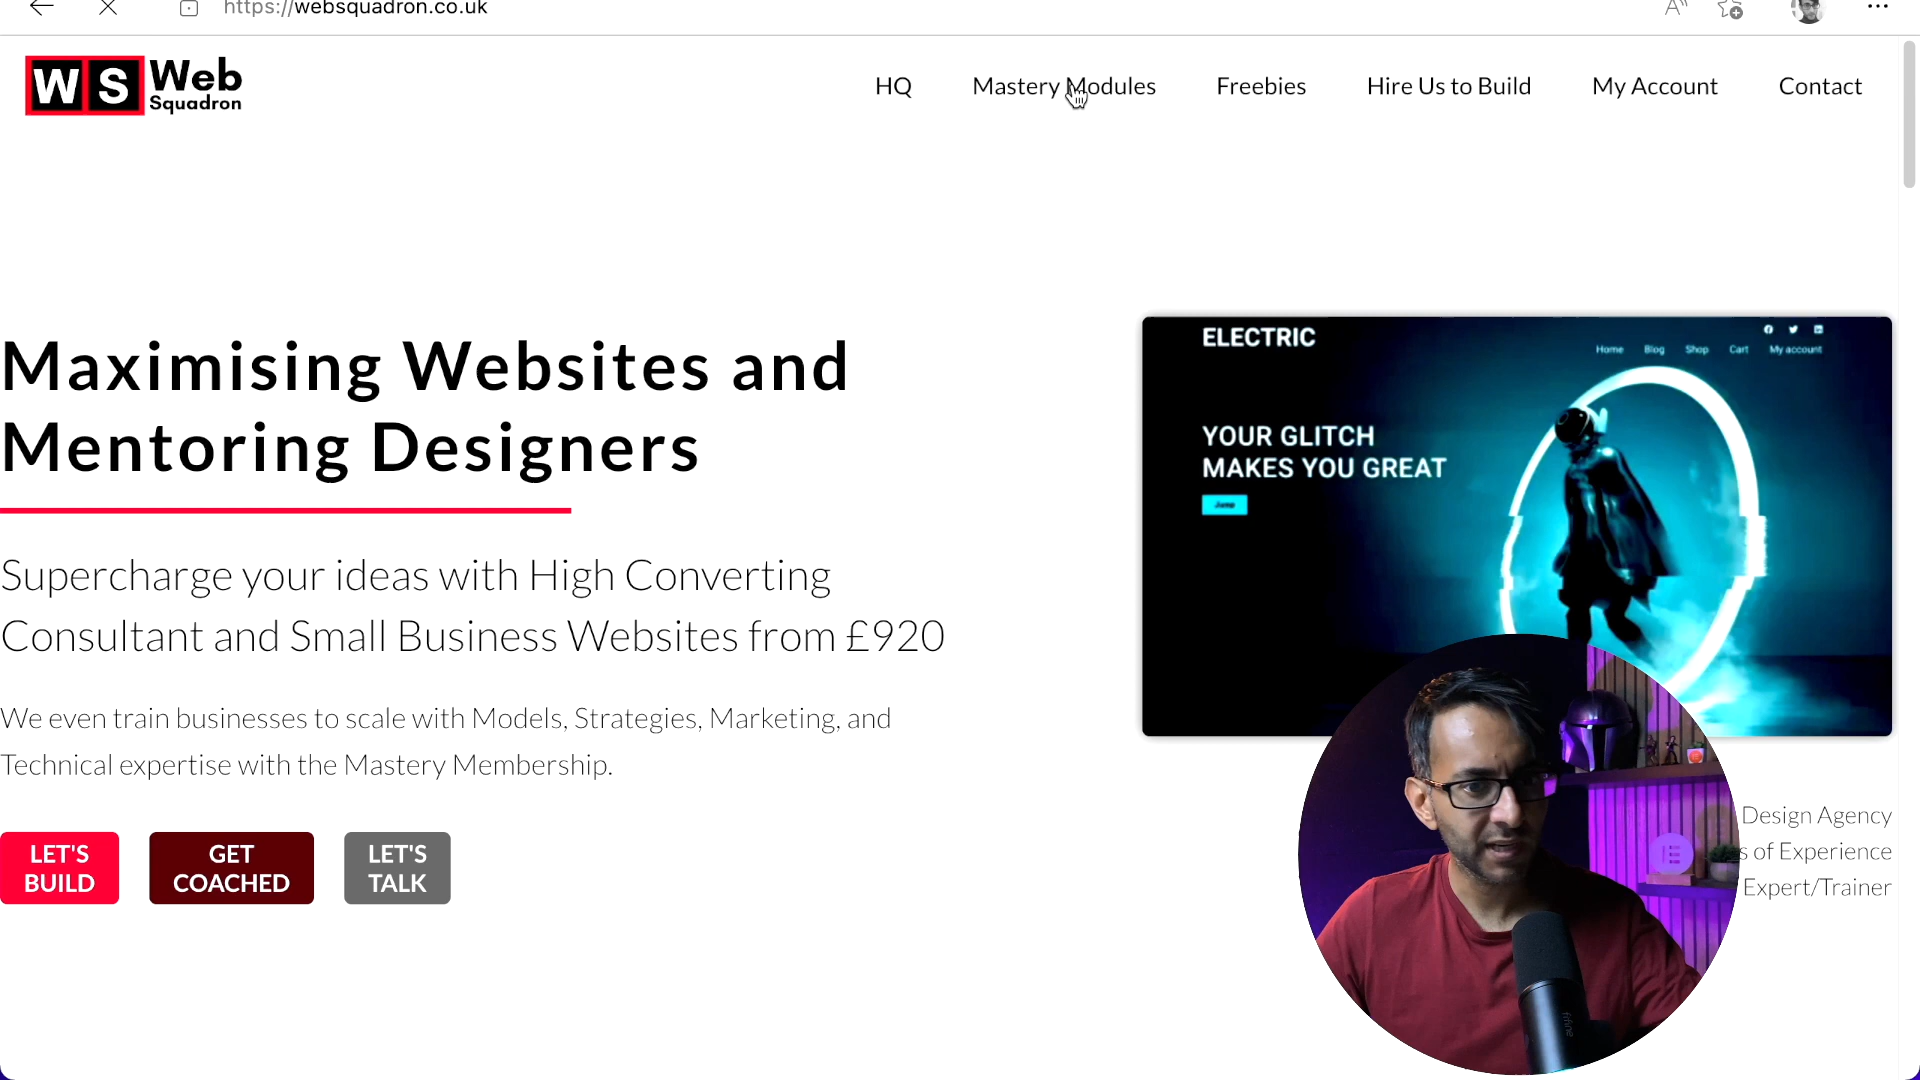 https://websquadron.co.uk
WS Web Squadron
HQ
Mastery Modules
Freebies
Hire Us to Build
My Account
Contact
Maximising Websites and
Mentoring Designers
Supercharge your ideas with High Converting
Consultant and Small Business Websites from £920
We even train businesses to scale with Models, Strategies, Marketing, and
Technical expertise with the Mastery Membership.
LET'S
BUILD
GET
COACHED
LET'S
TALK
ELECTRIC
Home
Blog
Shop
Cart
My account
YOUR GLITCH
MAKES YOU GREAT
Jump
Design Agency
s of Experience
Expert/Trainer
fifine